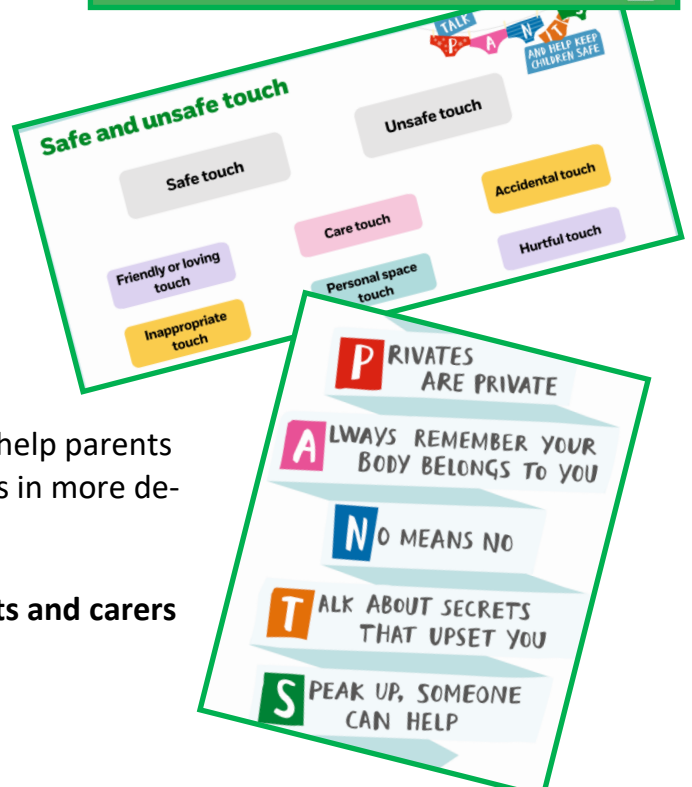 TALK
P A N T S
AND HELP KEEP
CHILDREN SAFE
Safe and unsafe touch
Safe touch
Unsafe touch
Friendly or loving
touch
Care touch
Accidental touch
Inappropriate
touch
Personal space
touch
Hurtful touch
PRIVATES
ARE PRIVATE
ALWAYS REMEMBER YOUR
BODY BELONGS TO YOU
NO MEANS NO
TALK ABOUT SECRETS
THAT UPSET YOU
SPEAK UP, SOMEONE
CAN HELP
help parents
s in more de-
ts and carers